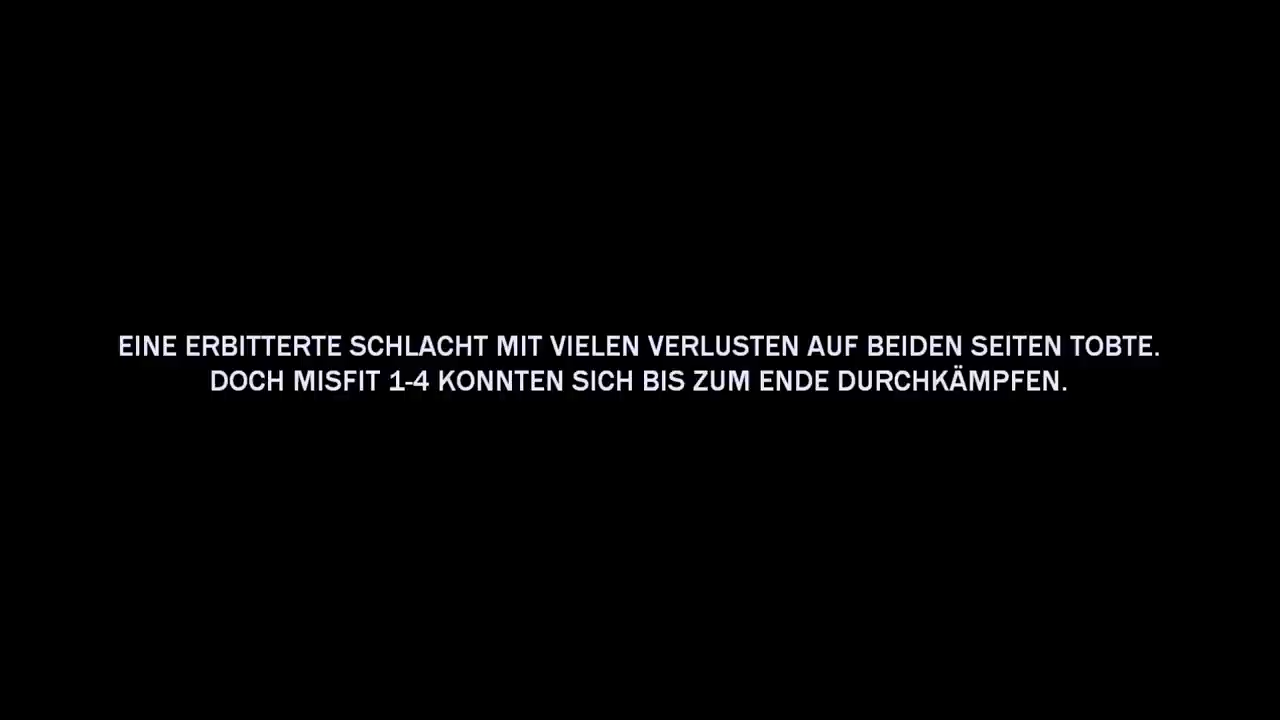 EINE ERBITTERTE SCHLACHT MIT VIELEN VERLUSTEN AUF BEIDEN SEITEN TOBTE.
DOCH MISFIT 1-4 KONNTEN SICH BIS ZUM ENDE DURCHKÄMPFEN.